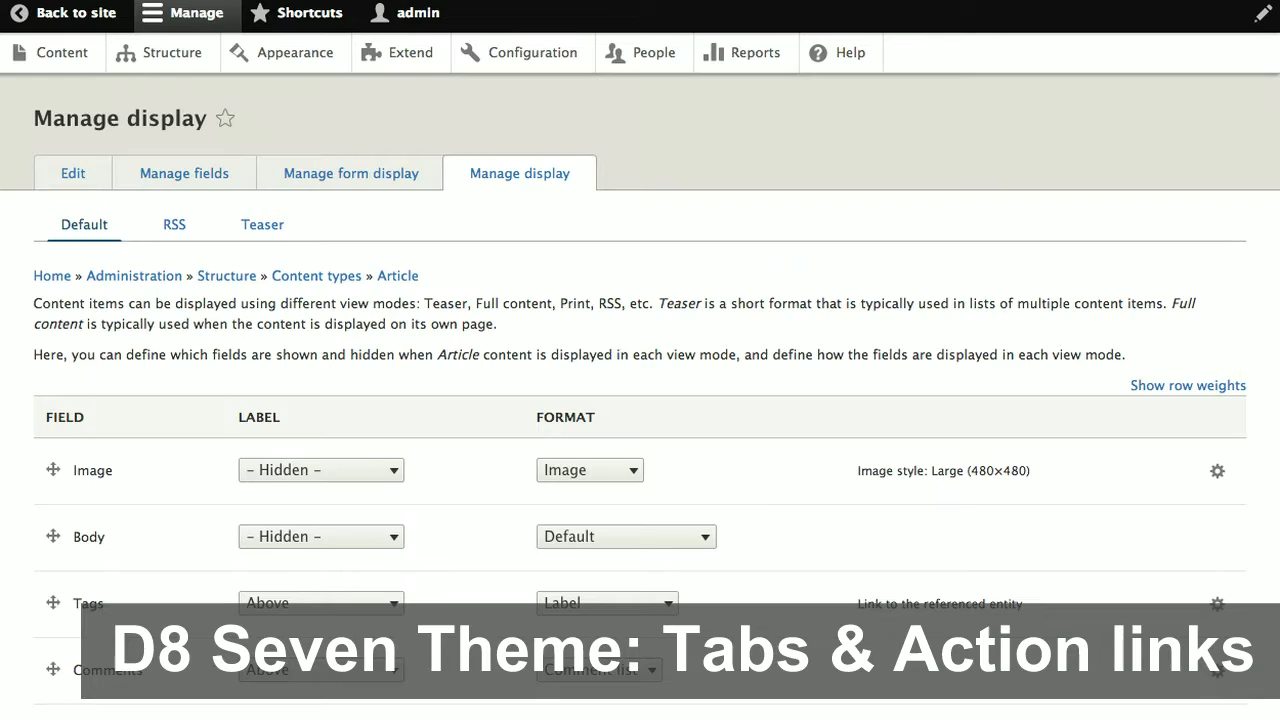 Back to site Manage Shortcuts admin
Content Structure Appearance Extend Configuration People Reports Help
Manage display
Edit Manage fields Manage form display Manage display
Default RSS Teaser
Home » Administration » Structure » Content types » Article
Content items can be displayed using different view modes: Teaser, Full content, Print, RSS, etc. Teaser is a short format that is typically used in lists of multiple content items. Full
content is typically used when the content is displayed on its own page.
Here, you can define which fields are shown and hidden when Article content is displayed in each view mode, and define how the fields are displayed in each view mode.
Show row weights
FIELD LABEL FORMAT
Image - Hidden - Image Image style: Large (480×480)
Body - Hidden - Default
Tags Above Label Link to the referenced entity
Comments Above Comment list
D8 Seven Theme: Tabs & Action links